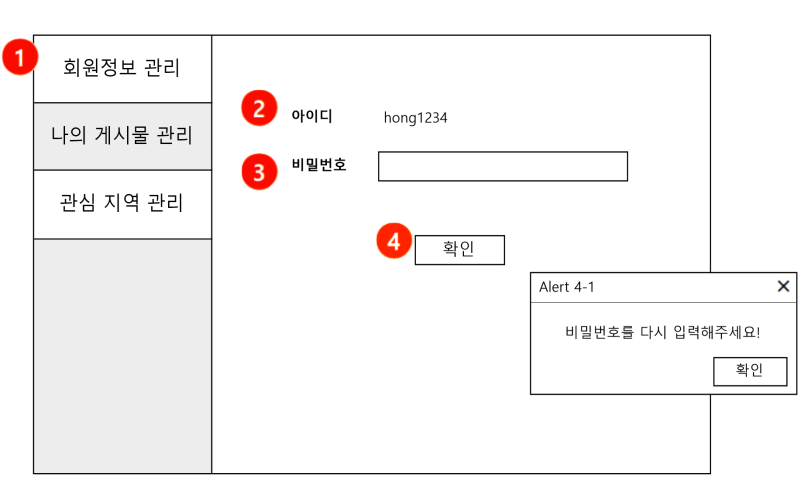 1
회원정보 관리
나의 게시물 관리
관심 지역 관리
2
아이디
hong1234
3
비밀번호
4
확인
Alert 4-1
비밀번호를 다시 입력해주세요!
확인